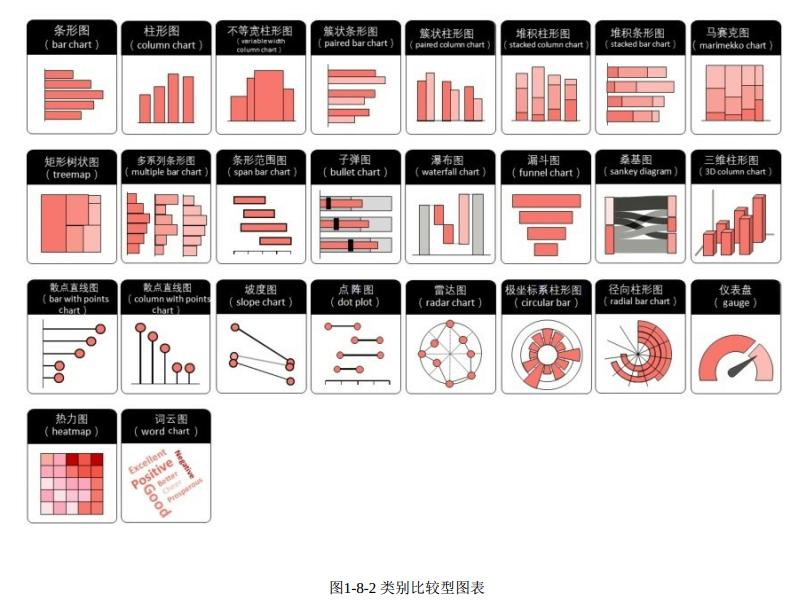 条形图
（bar chart）
柱形图
（column chart）
不等宽柱形图
（variable width
column chart）
簇状条形图
（paired bar chart）
簇状柱形图
（paired column chart）
堆积柱形图
（stacked column chart）
堆积条形图
（stacked bar chart）
马赛克图
（marimekko chart）
矩形树状图
（treemap）
多系列条形图
（multiple bar chart）
条形范围图
（span bar chart）
子弹图
（bullet chart）
瀑布图
（waterfall chart）
漏斗图
（funnel chart）
桑基图
（sankey diagram）
三维柱形图
（3D column chart）
散点直线图
（bar with points
chart）
散点直线图
（column with points
chart）
坡度图
（slope chart）
点阵图
（dot plot）
雷达图
（radar chart）
极坐标系柱形图
（circular bar）
径向柱形图
（radial bar chart）
仪表盘
（gauge）
热力图
（heatmap）
词云图
（word chart）
Excellent
Negative
Positive
Better
Cheer
Good
Prosperous
图1-8-2 类别比较型图表